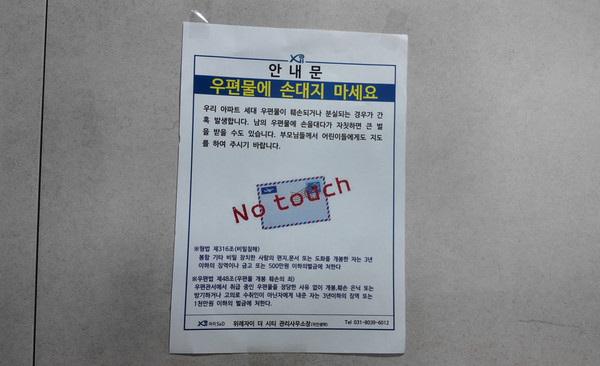 안 내 문
우편물에 손대지 마세요
우리 아파트 세대 우편물이 훼손되거나 분실되는 경우가 간
혹 발생합니다. 남의 우편물에 손을대다가 자칫하면 큰 벌
을 받을 수도 있습니다. 부모님들께서 어린이들에게도 지도
를 하여 주시기 바랍니다.
No touch
※형법 제316조(비밀침해)
봉함 기타 비밀 장치한 사람의 편지,문서 또는 도화를 개봉한 자는 3년
이하의 징역이나 금고 또는 500만원 이하의벌금에 처한다
※우편법 제48조(우편물 개봉 훼손의 죄)
우편관서에서 취급 중인 우편물을 정당한 사유 없이 개봉,훼손 은닉 또는
방기하거나 고의로 수취인이 아닌자에게 내준 자는 3년이하의 징역 또는
1천만원 이하의 벌금에 처한다.
자이S&D 위례자이 더 시티 관리사무소장 Tel 031-8039-6012